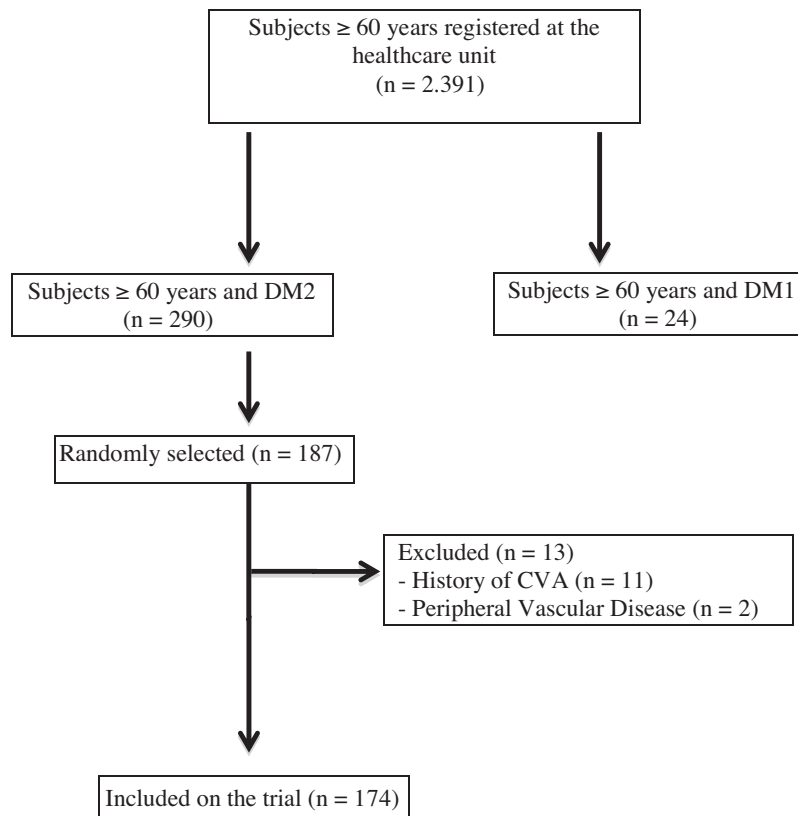 Subjects ≥ 60 years registered at the
healthcare unit
(n = 2.391)
Subjects ≥ 60 years and DM2
(n = 290)
Subjects ≥ 60 years and DM1
(n = 24)
Randomly selected (n = 187)
Excluded (n = 13)
- History of CVA (n = 11)
- Peripheral Vascular Disease (n = 2)
Included on the trial (n = 174)